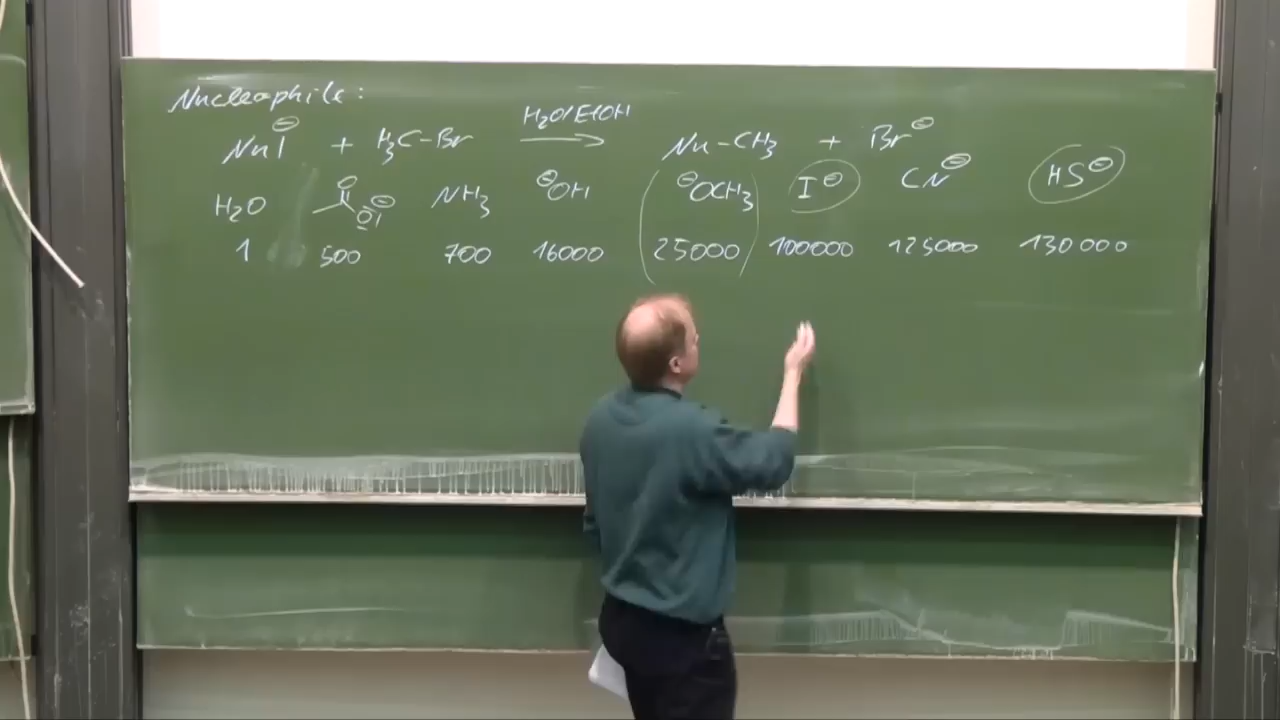 Nucleophile:
Nu|⊖ + H₃C-Br H₂O/EtOH → Nu-CH₃ + Br⊖
H₂O O O|⊖ NH₃ ⊖OH ⊖OCH₃ I⊖ CN⊖ HS⊖
1 500 700 16000 25000 100000 125000 130000